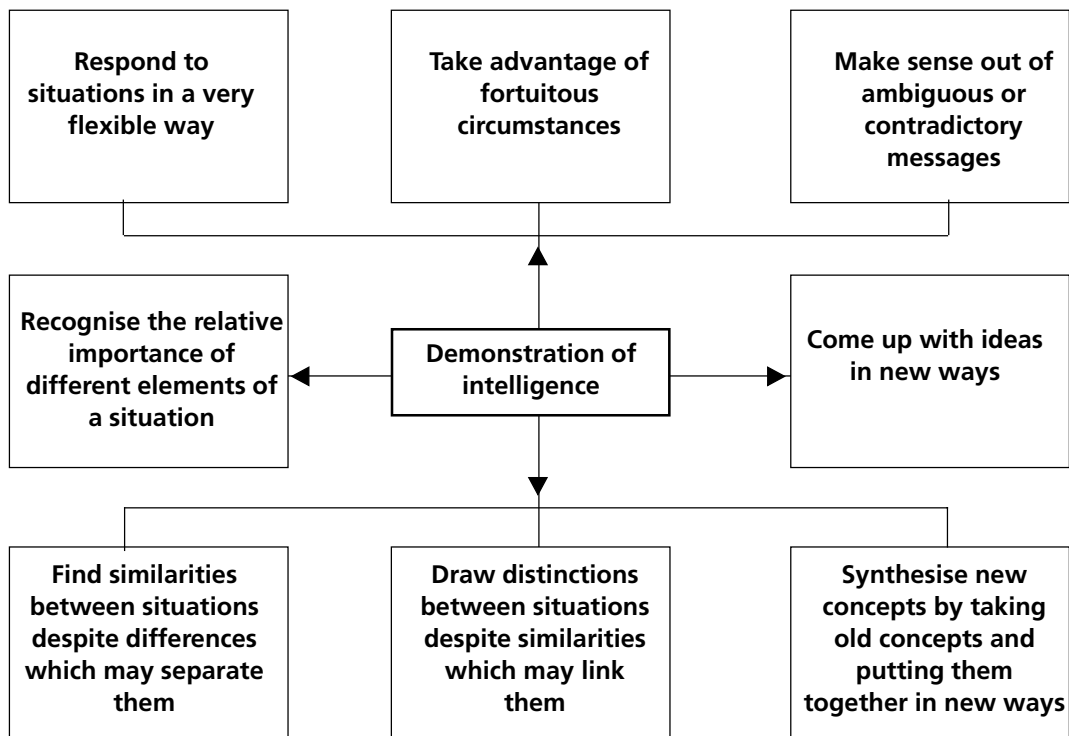 Respond to
situations in a very
flexible way
Take advantage of
fortuitous
circumstances
Make sense out of
ambiguous or
contradictory
messages
Recognise the relative
importance of
different elements of
a situation
Demonstration of
intelligence
Come up with ideas
in new ways
Find similarities
between situations
despite differences
which may separate
them
Draw distinctions
between situations
despite similarities
which may link
them
Synthesise new
concepts by taking
old concepts and
putting them
together in new ways